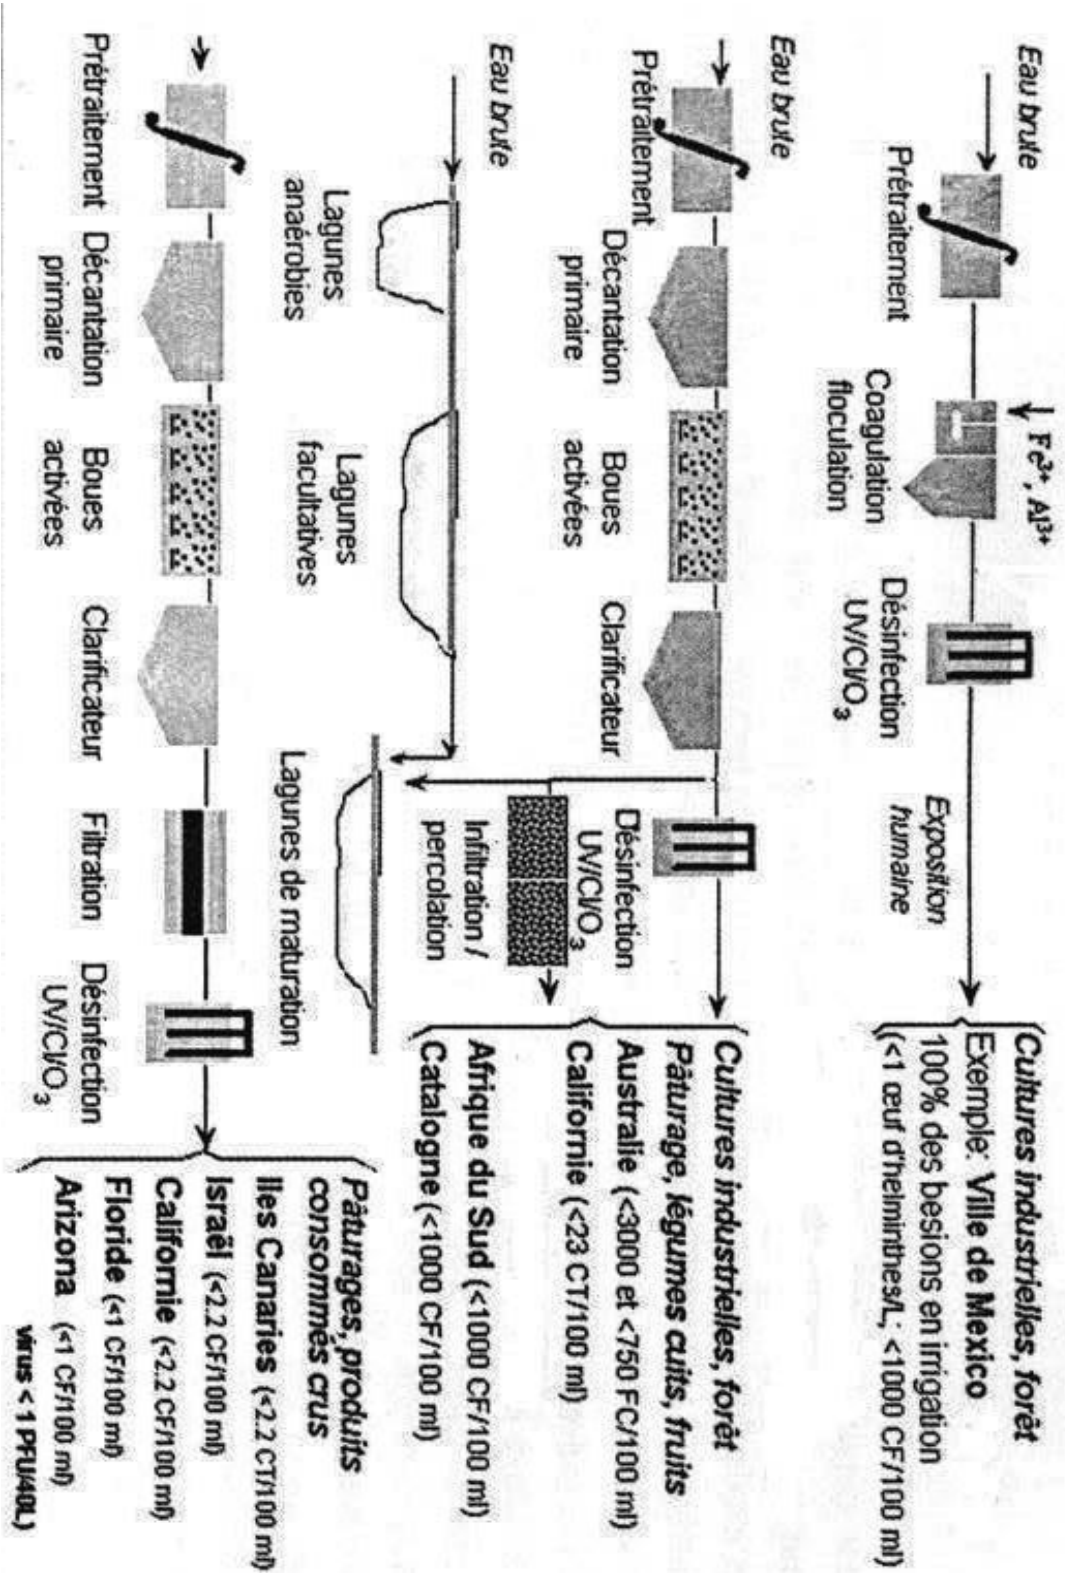 Eau brute
Prétraitement
Fe³⁺, Al³⁺
Coagulation
floculation
Désinfection
UV/Cl/O₃
Exposition
humaine
Cultures industrielles, forêt
Exemple: Ville de Mexico
100% des besions en irrigation
(<1 œuf d'helminthes/L; <1000 CF/100 ml)
Eau brute
Prétraitement
Décantation
primaire
Boues
activées
Clarificateur
Désinfection
UV/Cl/O₃
Infiltration /
percolation
Cultures industrielles, forêt
Pâturage, légumes cuits, fruits
Australie (<3000 et <750 FC/100 ml)
Californie (<23 CT/100 ml)
Afrique du Sud (<1000 CF/100 ml)
Catalogne (<1000 CF/100 ml)
Eau brute
Lagunes
anaérobies
Lagunes
facultatives
Lagunes de maturation
Prétraitement
Décantation
primaire
Boues
activées
Clarificateur
Filtration
Désinfection
UV/Cl/O₃
Pâturages, produits
consommés crus
Iles Canaries (<2.2 CT/100 ml)
Israël (<2.2 CF/100 ml)
Californie (<2.2 CF/100 ml)
Floride (<1 CF/100 ml)
Arizona (<1 CF/100 ml)
virus < 1 PFU/40L)